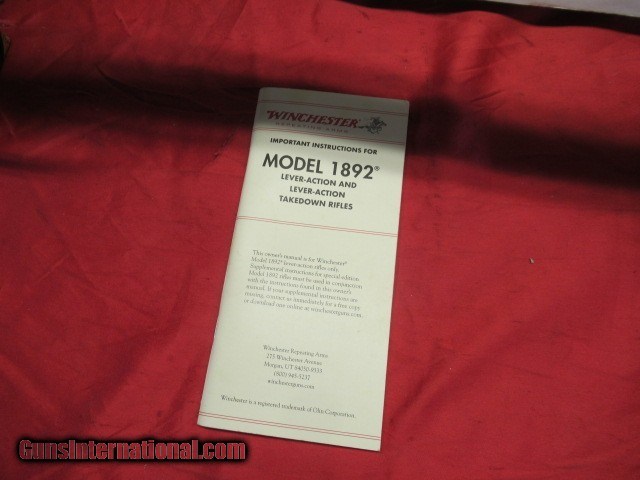 WINCHESTER
REPEATING ARMS
IMPORTANT INSTRUCTIONS FOR
MODEL 1892®
LEVER-ACTION AND
LEVER-ACTION
TAKEDOWN RIFLES
This owner's manual is for Winchester®
Model 1892® lever-action rifles only.
Supplemental instructions for special edition
Model 1892 rifles must be used in conjunction
with the instructions found in this owner's
manual. If your supplemental instructions are
missing, contact us immediately for a free copy
or download one online at winchesterguns.com.
Winchester Repeating Arms
275 Winchester Avenue
Morgan, UT 84050-9333
(800) 945-5237
winchesterguns.com
Winchester is a registered trademark of Olin Corporation.
GunsInternational.com